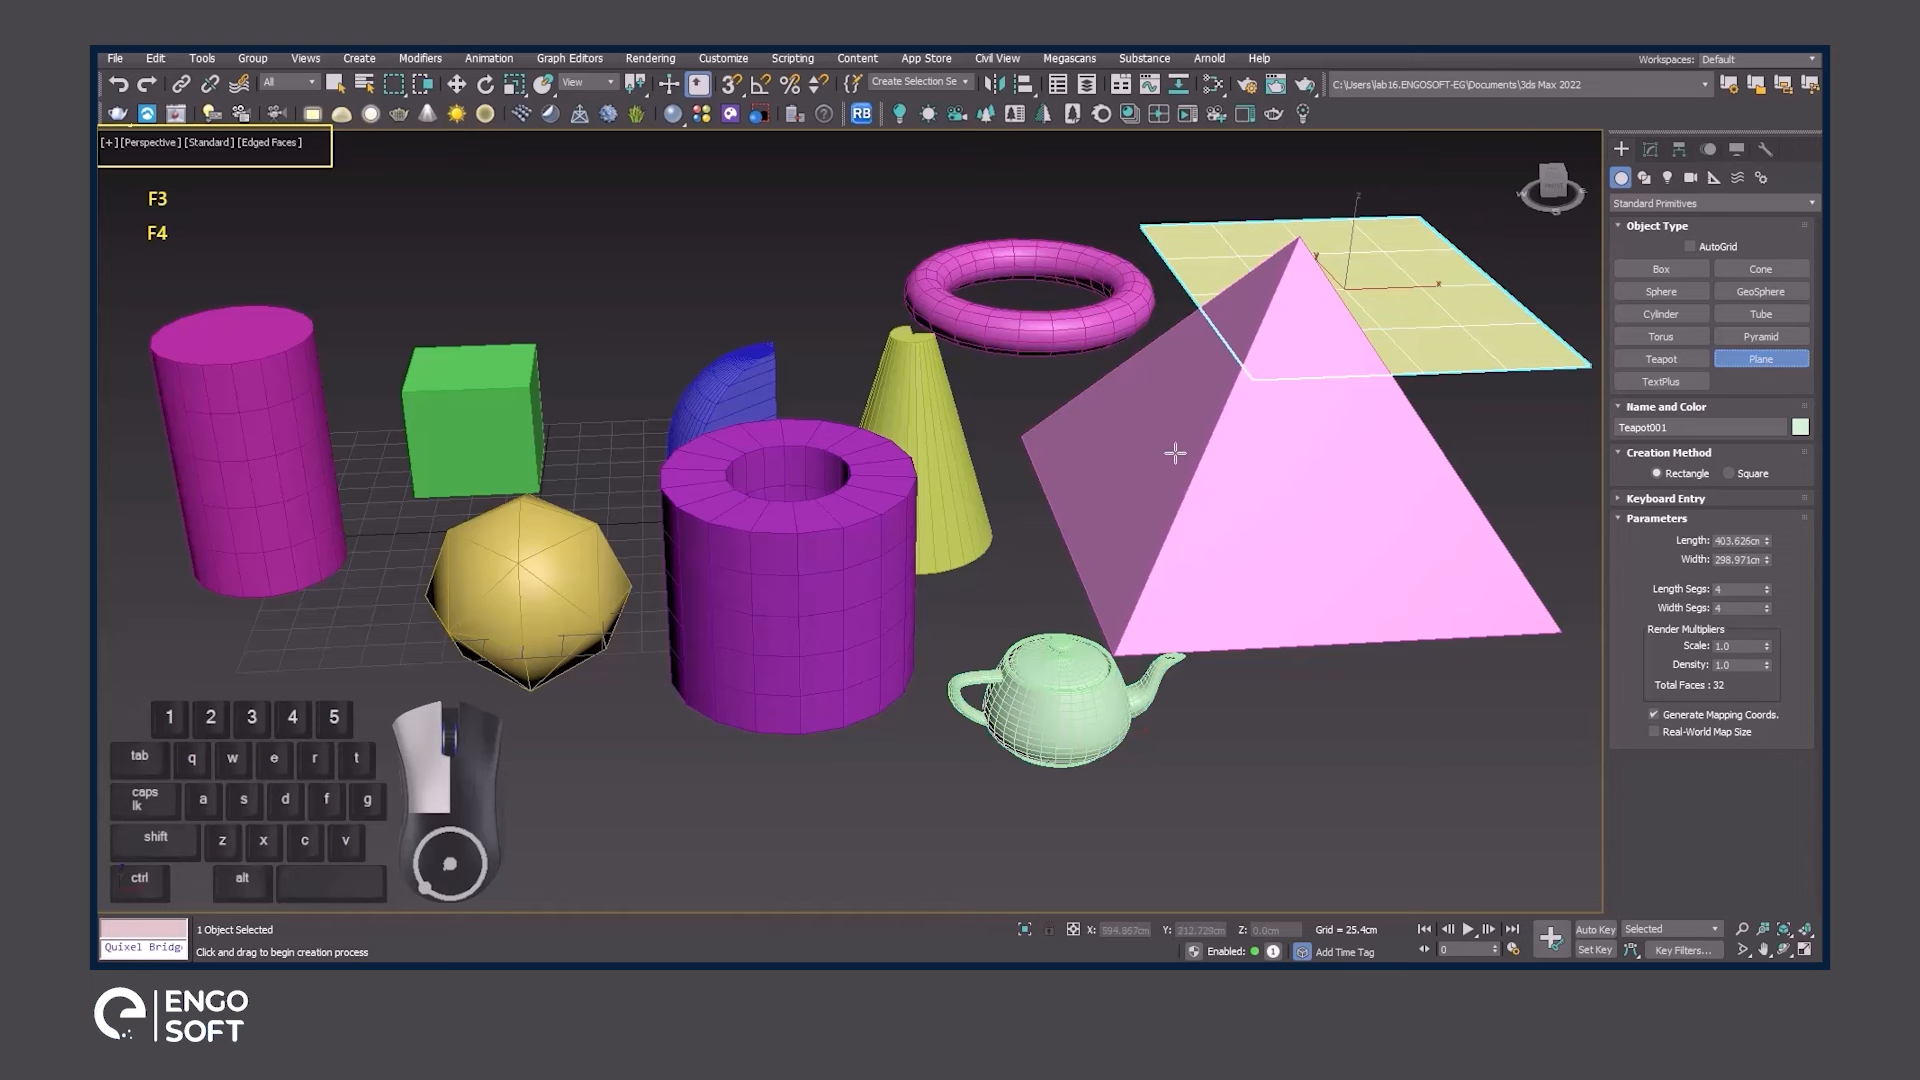 File Edit Tools Group Views Create Modifiers Animation Graph Editors Rendering Customize Scripting Content App Store Civil View Megascans Substance Arnold Help
Workspaces: Default
All
View
Create Selection Se
C:\Users\lab16.ENGOSOFT-EG\Documents\3ds Max 2022
RB
[+] [Perspective ] [Standard ] [Edged Faces ]
F3
F4
Standard Primitives
Object Type
AutoGrid
Box Cone
Sphere GeoSphere
Cylinder Tube
Torus Pyramid
Teapot Plane
TextPlus
Name and Color
Teapot001
Creation Method
Rectangle Square
Keyboard Entry
Parameters
Length: 403.626cm
Width: 298.971cm
Length Segs: 4
Width Segs: 4
Render Multipliers
Scale: 1.0
Density: 1.0
Total Faces : 32
Generate Mapping Coords.
Real-World Map Size
1 2 3 4 5
tab q w e r t
caps lk a s d f g
shift z x c v
ctrl alt
Quixel Bridg
1 Object Selected
Click and drag to begin creation process
X: 594.867cm Y: 212.729cm Z: 0.0cm Grid = 25.4cm
Enabled: 1 Add Time Tag
0
Auto Key Selected
Set Key Key Filters...
ENGO
SOFT